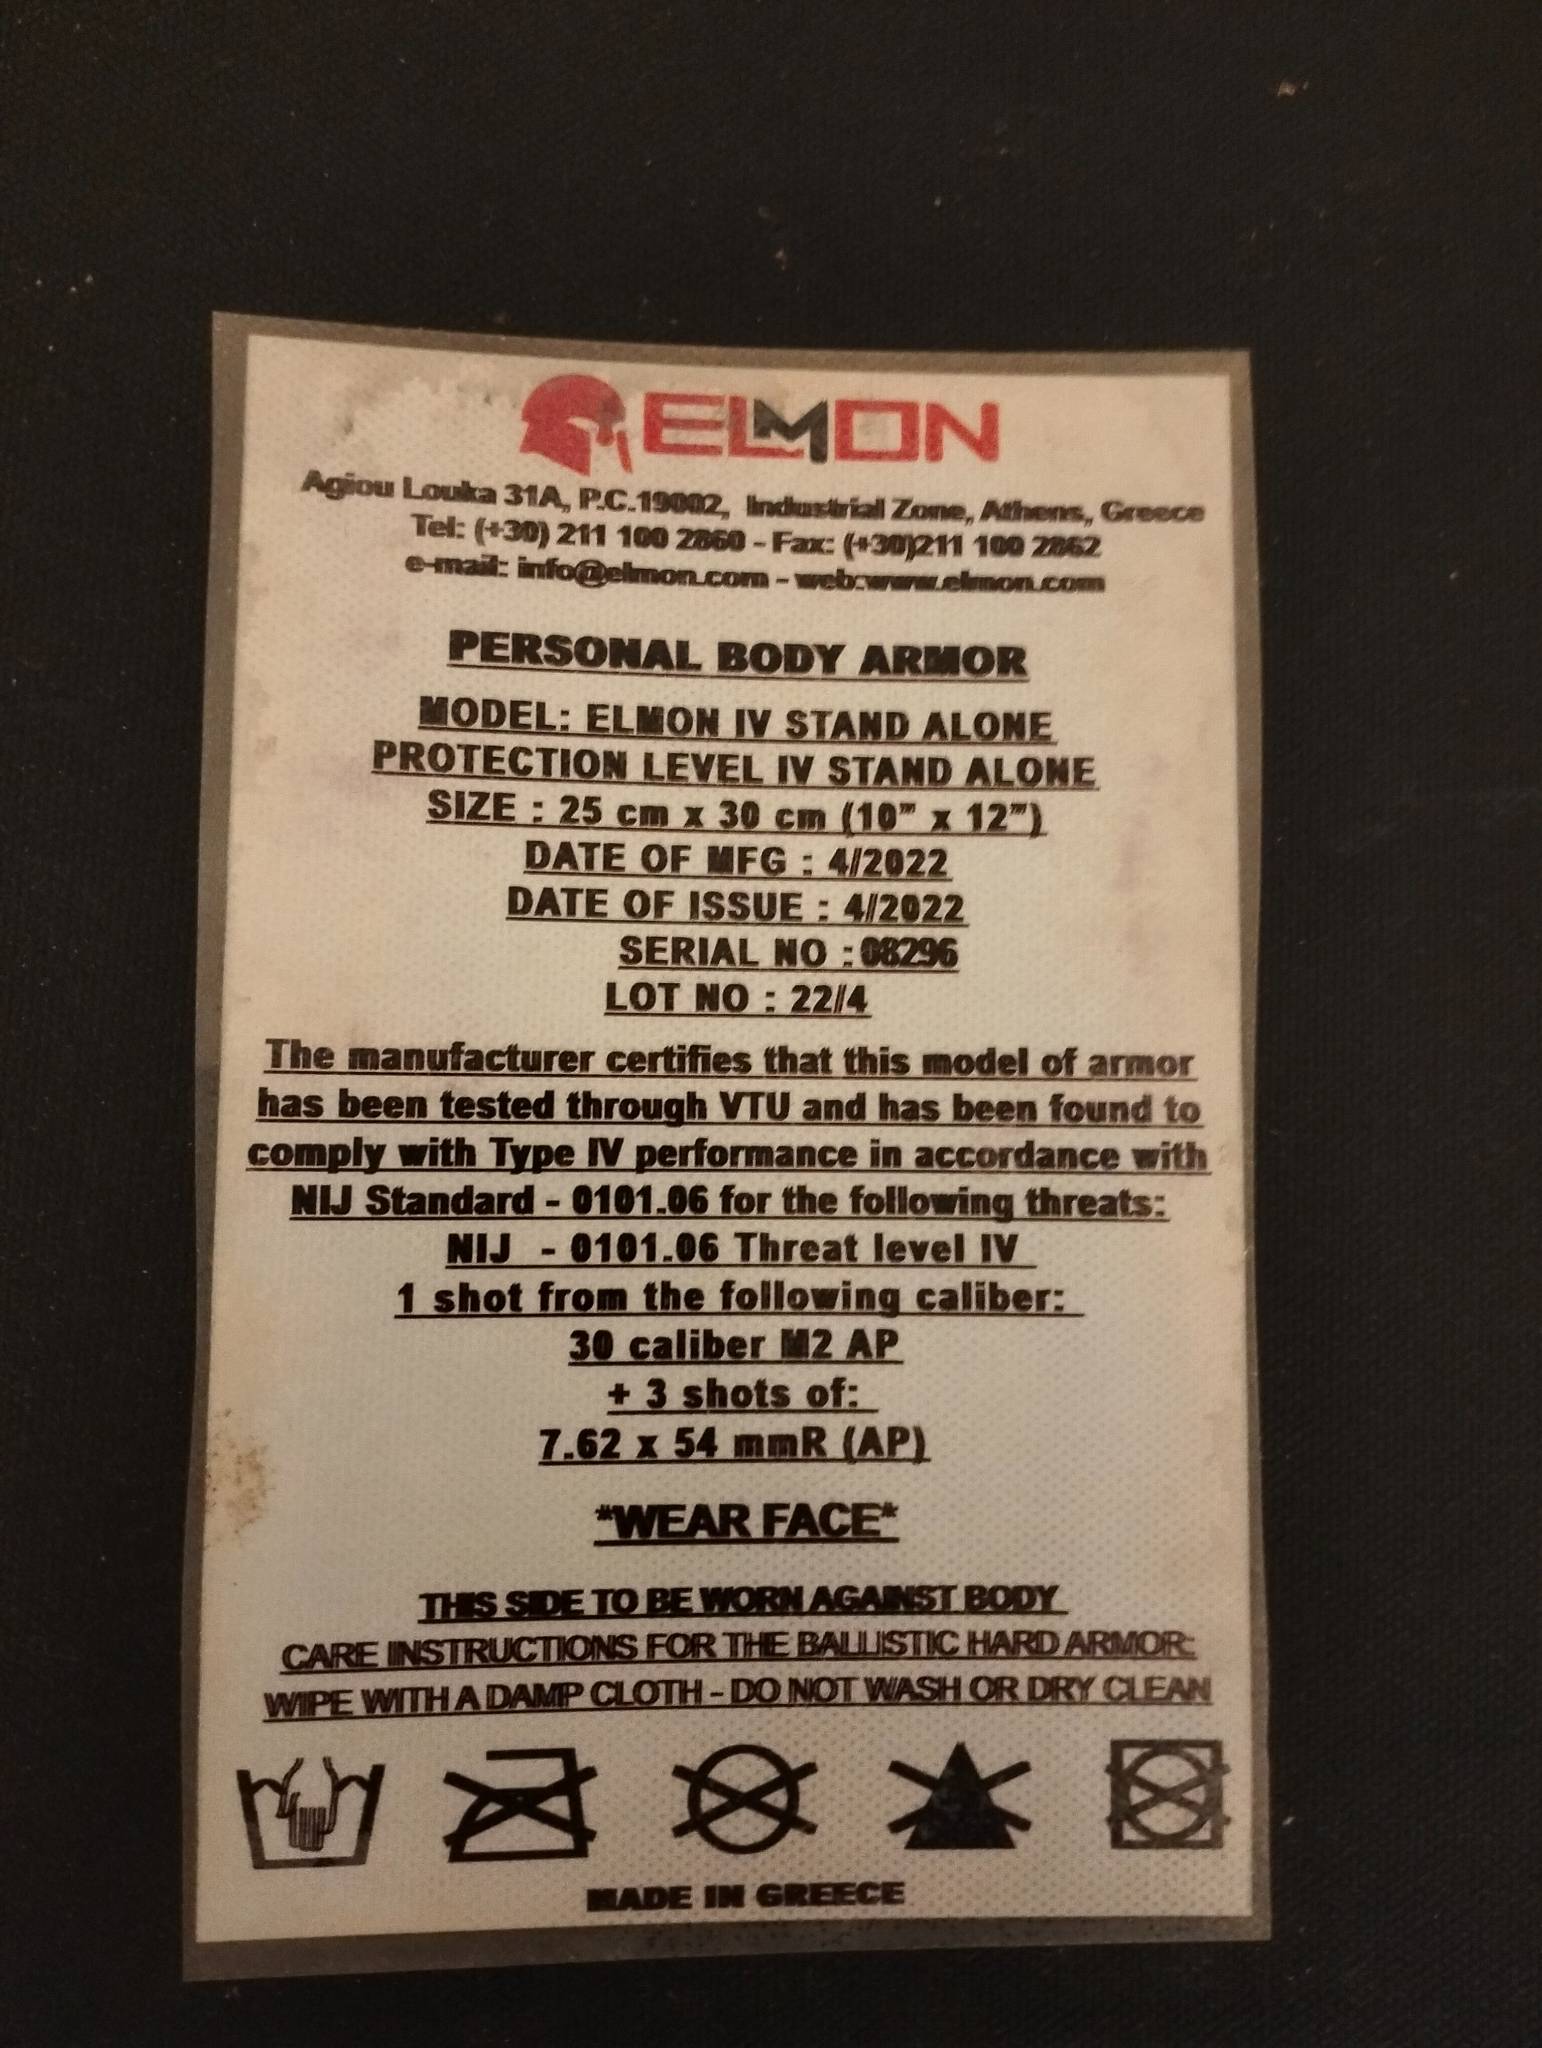 ELMON
Agiou Louka 31A, P.C.19002, Industrial Zone, Athens, Greece
Tel: (+30) 211 100 2860 - Fax: (+30)211 100 2862
e-mail: info@elmon.com - web:www.elmon.com
PERSONAL BODY ARMOR
MODEL: ELMON IV STAND ALONE
PROTECTION LEVEL IV STAND ALONE
SIZE : 25 cm x 30 cm (10" x 12")
DATE OF MFG : 4/2022
DATE OF ISSUE : 4/2022
SERIAL NO : 08296
LOT NO : 22/4
The manufacturer certifies that this model of armor
has been tested through VTU and has been found to
comply with Type IV performance in accordance with
NIJ Standard - 0101.06 for the following threats:
NIJ - 0101.06 Threat level IV
1 shot from the following caliber:
30 caliber M2 AP
+ 3 shots of:
7.62 x 54 mmR (AP)
*WEAR FACE*
THIS SIDE TO BE WORN AGAINST BODY
CARE INSTRUCTIONS FOR THE BALLISTIC HARD ARMOR:
WIPE WITH A DAMP CLOTH - DO NOT WASH OR DRY CLEAN
MADE IN GREECE